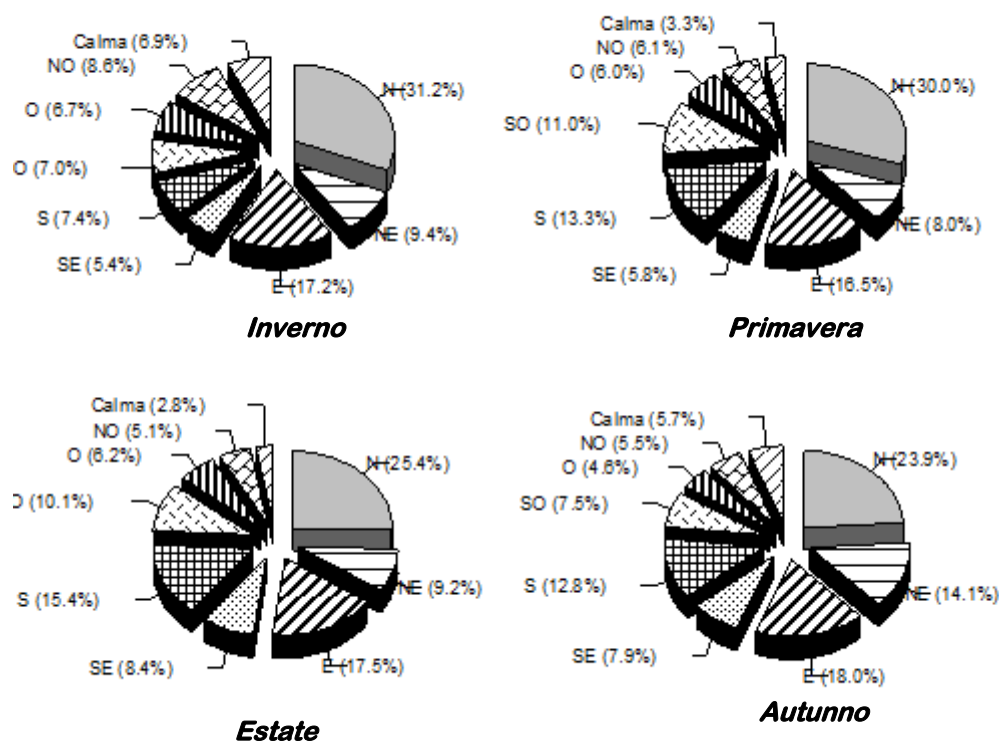 Calma (6.9%)
NO (8.6%)
O (6.7%)
O (7.0%)
S (7.4%)
SE (5.4%)
E (17.2%)
NE (9.4%)
N (31.2%)
Inverno
Calma (3.3%)
NO (6.1%)
O (6.0%)
SO (11.0%)
S (13.3%)
SE (5.8%)
E (16.5%)
NE (8.0%)
N (30.0%)
Primavera
Calma (2.8%)
NO (5.1%)
O (6.2%)
O (10.1%)
S (15.4%)
SE (8.4%)
E (17.5%)
NE (9.2%)
N (25.4%)
Estate
Calma (5.7%)
NO (5.5%)
O (4.6%)
SO (7.5%)
S (12.8%)
SE (7.9%)
E (18.0%)
NE (14.1%)
N (23.9%)
Autunno